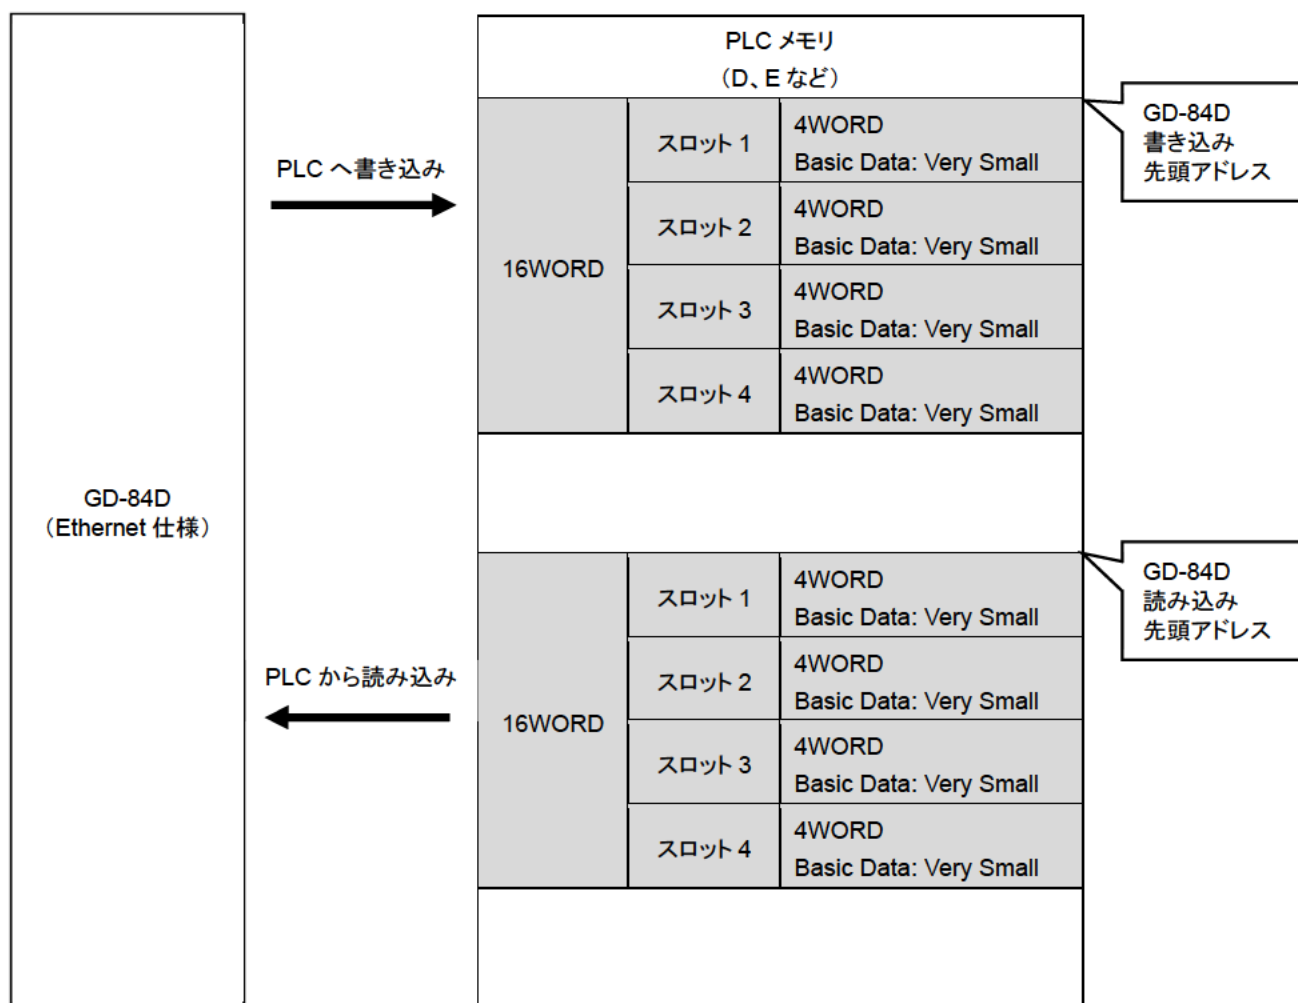 PLC メモリ
（D、E など）
GD-84D
書き込み
先頭アドレス
PLC へ書き込み
16WORD
スロット 1
4WORD
Basic Data: Very Small
スロット 2
4WORD
Basic Data: Very Small
スロット 3
4WORD
Basic Data: Very Small
スロット 4
4WORD
Basic Data: Very Small
GD-84D
（Ethernet 仕様）
GD-84D
読み込み
先頭アドレス
PLC から読み込み
16WORD
スロット 1
4WORD
Basic Data: Very Small
スロット 2
4WORD
Basic Data: Very Small
スロット 3
4WORD
Basic Data: Very Small
スロット 4
4WORD
Basic Data: Very Small